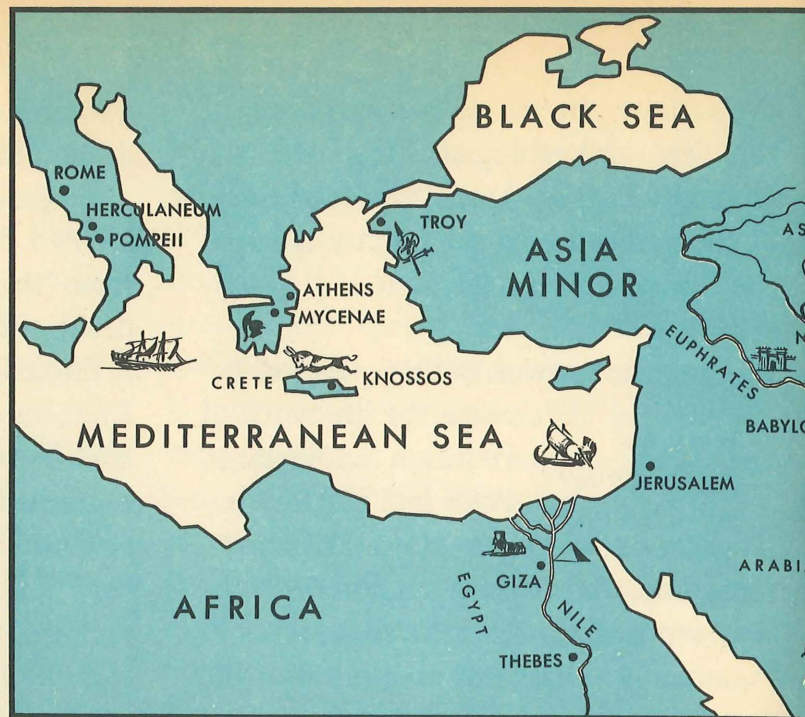 BLACK SEA
ROME
HERCULANEUM
POMPEII
TROY
ASIA
MINOR
ATHENS
MYCENAE
EUPHRATES
CRETE
KNOSSOS
MEDITERRANEAN SEA
BABYLO
JERUSALEM
ARABI
GIZA
EGYPT
NILE
AFRICA
THEBES
AS
N